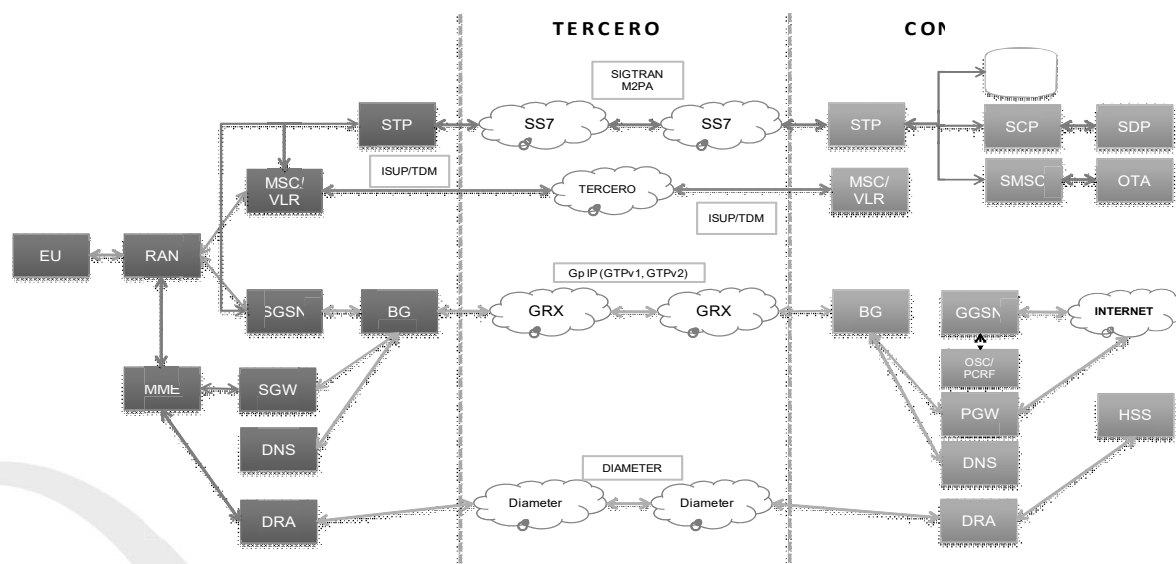 TERCERO
CON
SIGTRAN
M2PA
STP
SS7
SS7
STP
SCP
SDP
ISUP/TDM
MSC/
VLR
TERCERO
MSC/
VLR
SMSC
OTA
ISUP/TDM
EU
RAN
Gp IP (GTPv1, GTPv2)
SGSN
BG
GRX
GRX
BG
GGSN
INTERNET
OSC/
PCRF
MME
SGW
PGW
HSS
DNS
DNS
DIAMETER
Diameter
Diameter
DRA
DRA